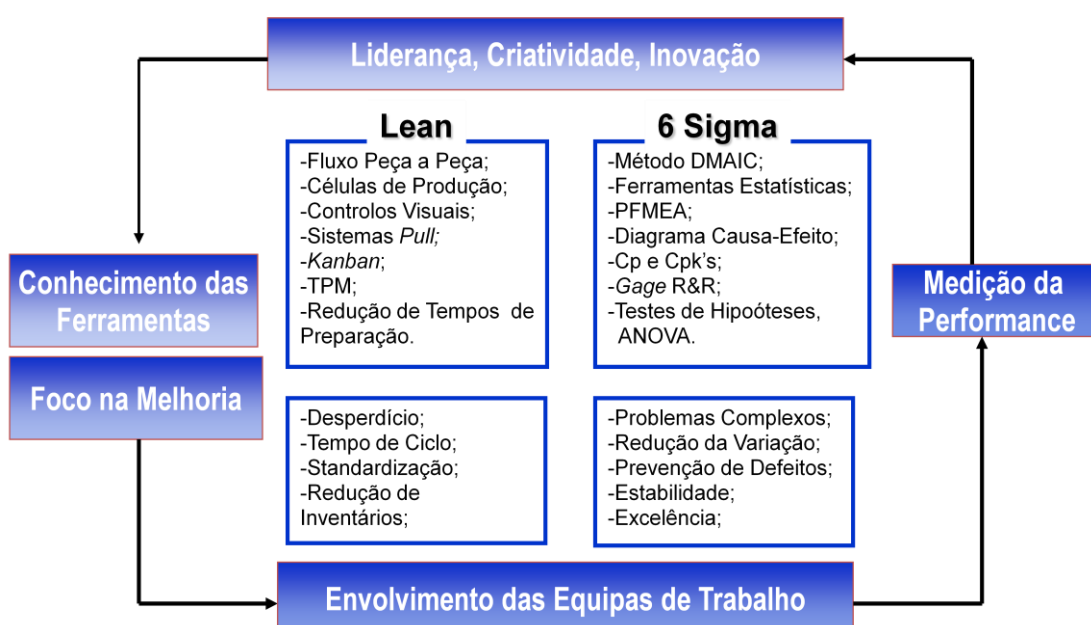 Liderança, Criatividade, Inovação
Lean
-Fluxo Peça a Peça;
-Células de Produção;
-Controlos Visuais;
-Sistemas Pull;
-Kanban;
-TPM;
-Redução de Tempos de
Preparação.
6 Sigma
-Método DMAIC;
-Ferramentas Estatísticas;
-PFMEA;
-Diagrama Causa-Efeito;
-Cp e Cpk’s;
-Gage R&R;
-Testes de Hipoóteses,
ANOVA.
Conhecimento das
Ferramentas
Medição da
Performance
Foco na Melhoria
-Desperdício;
-Tempo de Ciclo;
-Standardização;
-Redução de
Inventários;
-Problemas Complexos;
-Redução da Variação;
-Prevenção de Defeitos;
-Estabilidade;
-Excelência;
Envolvimento das Equipas de Trabalho